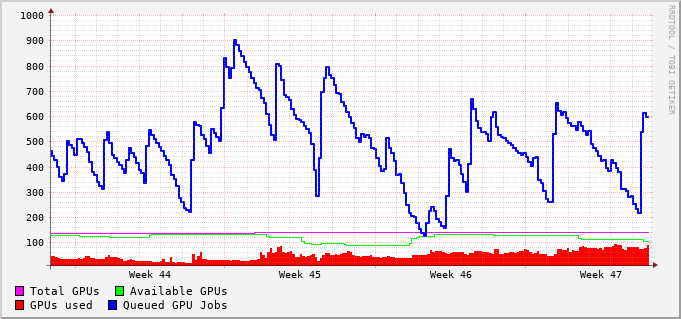 1000
900
800
700
600
500
400
300
200
100
Week 44 Week 45 Week 46 Week 47
Total GPUs Available GPUs
GPUs used Queued GPU Jobs
RRDTOOL / TOBI OETIKER